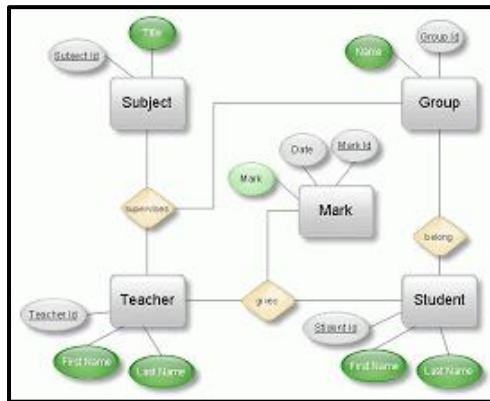 Title
Subject Id
Subject
Name
Group Id
Group
Date
Mark Id
Mark
Mark
supervises
belong
gives
Teacher
Teacher Id
First Name
Last Name
Student
Student Id
First Name
Last Name